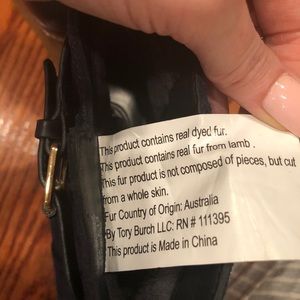 This product contains real dyed fur.
This product contains real fur from lamb .
This fur product is not composed of pieces, but cut
from a whole skin.
Fur Country of Origin: Australia
By Tory Burch LLC: RN # 111395
This product is Made in China